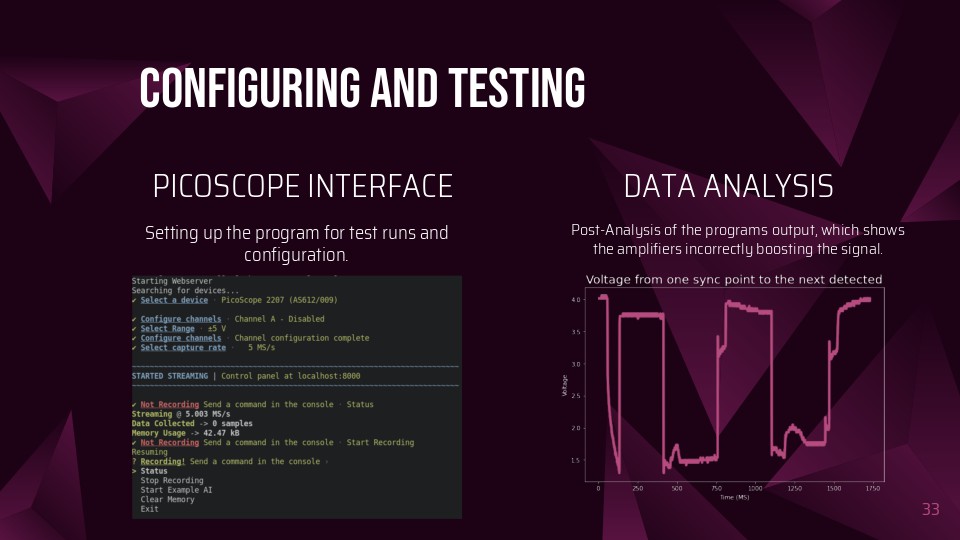 CONFIGURING AND TESTING
PICOSCOPE INTERFACE
Setting up the program for test runs and
configuration.
Starting Webserver
Searching for devices...
✔ Select a device · PicoScope 2207 (AS612/009)
✔ Configure channels · Channel A - Disabled
✔ Select Range · ±5 V
✔ Configure channels · Channel configuration complete
✔ Select capture rate · 5 MS/s
STARTED STREAMING | Control panel at localhost:8000
✔ Not Recording Send a command in the console · Status
Streaming @ 5.003 MS/s
Data Collected -> 0 samples
Memory Usage -> 42.47 kB
✔ Not Recording Send a command in the console · Start Recording
Resuming
? Recording! Send a command in the console -
> Status
Stop Recording
Start Example AI
Clear Memory
Exit
DATA ANALYSIS
Post-Analysis of the programs output, which shows
the amplifiers incorrectly boosting the signal.
Voltage from one sync point to the next detected
4.0
3.5
3.0
2.5
2.0
1.5
Voltage
0 250 500 750 1000 1250 1500 1750
Time (MS)
33